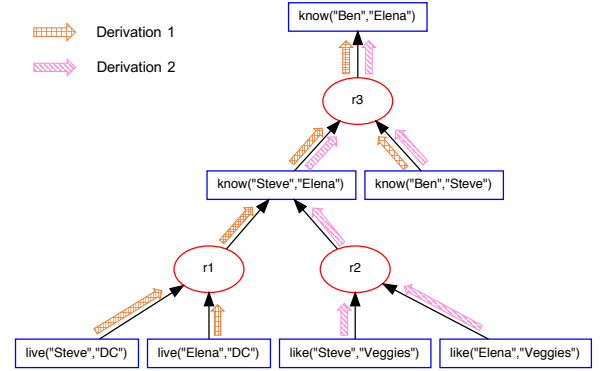 know("Ben","Elena")
Derivation 1
Derivation 2
r3
know("Steve","Elena")
know("Ben","Steve")
r1
r2
live("Steve","DC")
live("Elena","DC")
like("Steve","Veggies")
like("Elena","Veggies")